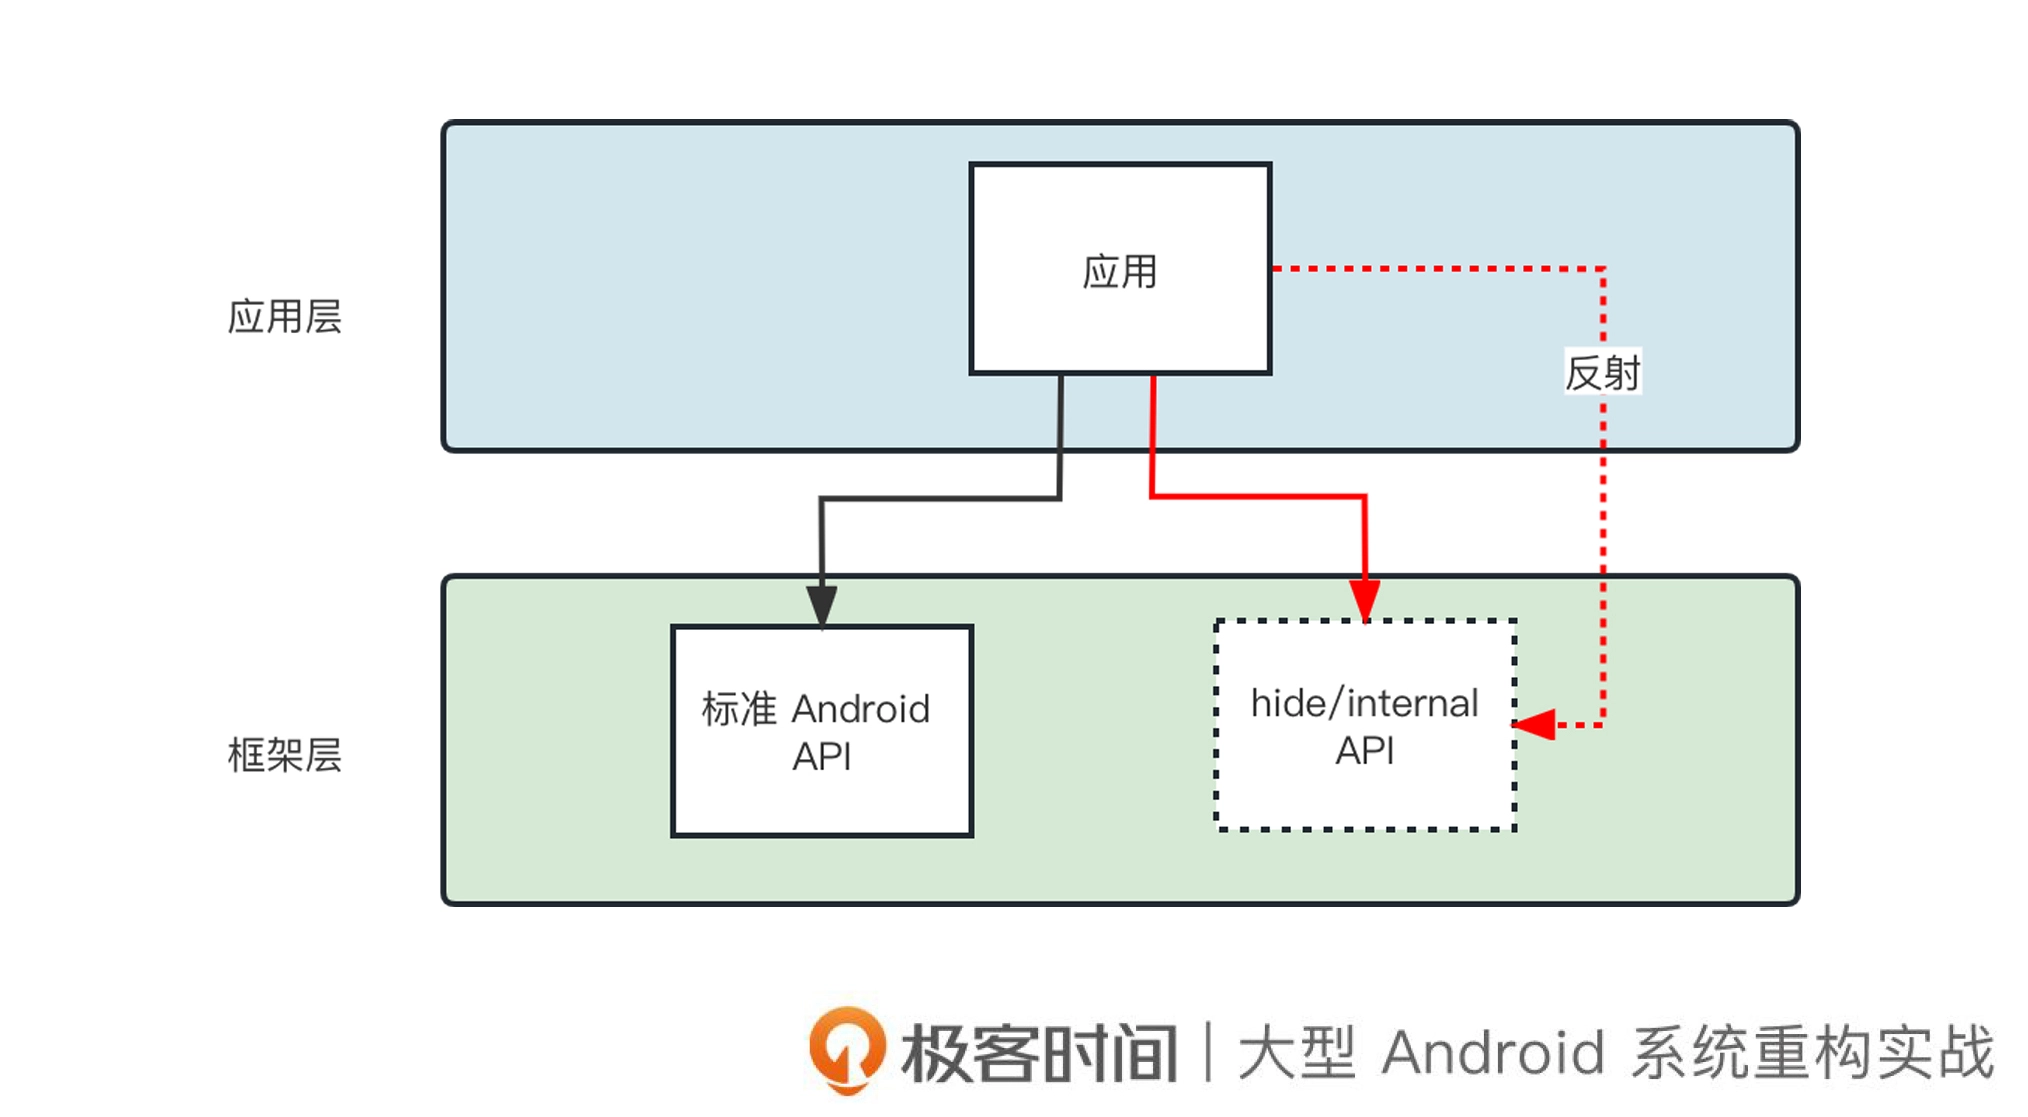 应用
应用层
反射
标准 Android
API
hide/internal
API
框架层
极客时间 | 大型 Android 系统重构实战